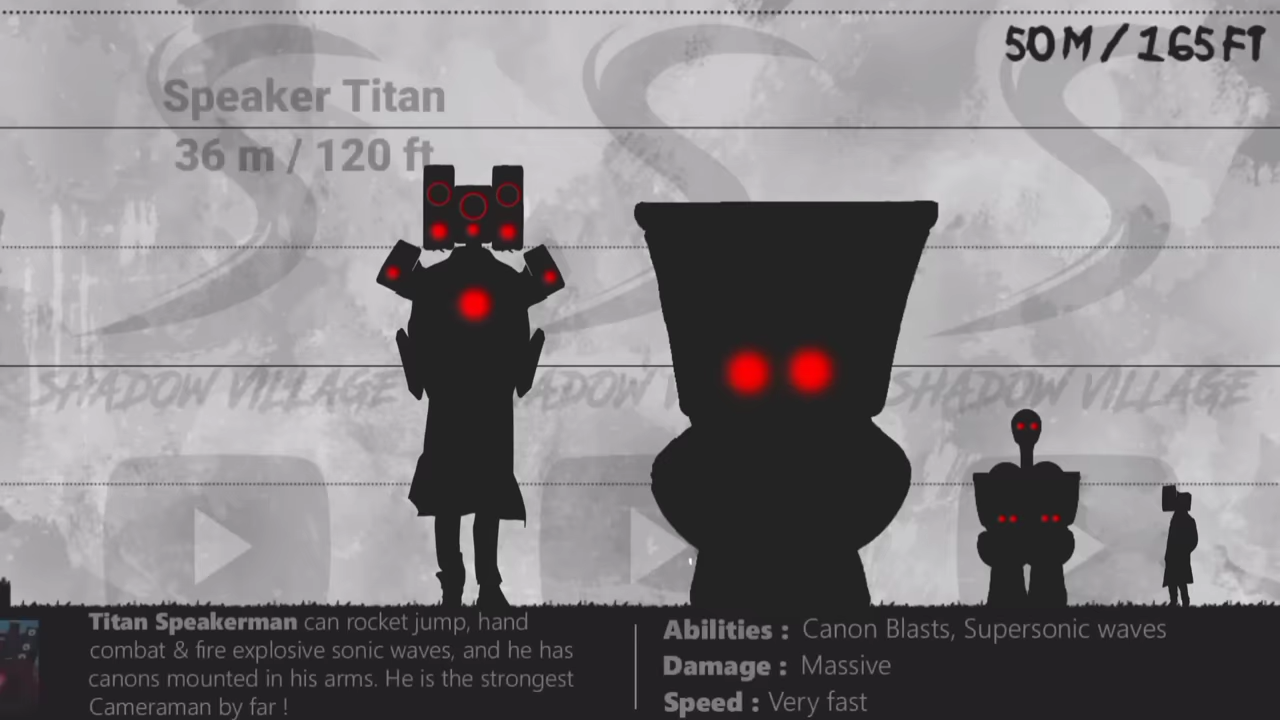 50M / 165FT
Speaker Titan
36 m / 120 ft
SHADOW VILLAGE
SHADOW V
SHADOW VILLAGE
Titan Speakerman can rocket jump, hand
combat & fire explosive sonic waves, and he has
canons mounted in his arms. He is the strongest
Cameraman by far !
Abilities : Canon Blasts, Supersonic waves
Damage : Massive
Speed : Very fast